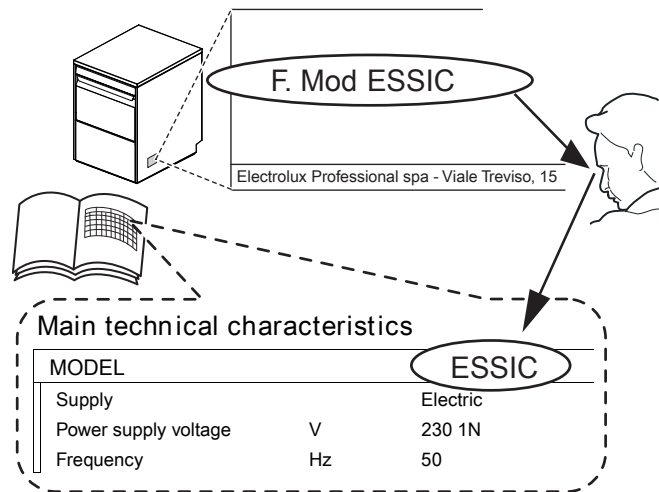 F. Mod ESSIC
Electrolux Professional spa - Viale Treviso, 15
Main technical characteristics
MODEL ESSIC
Supply Electric
Power supply voltage V 230 1N
Frequency Hz 50